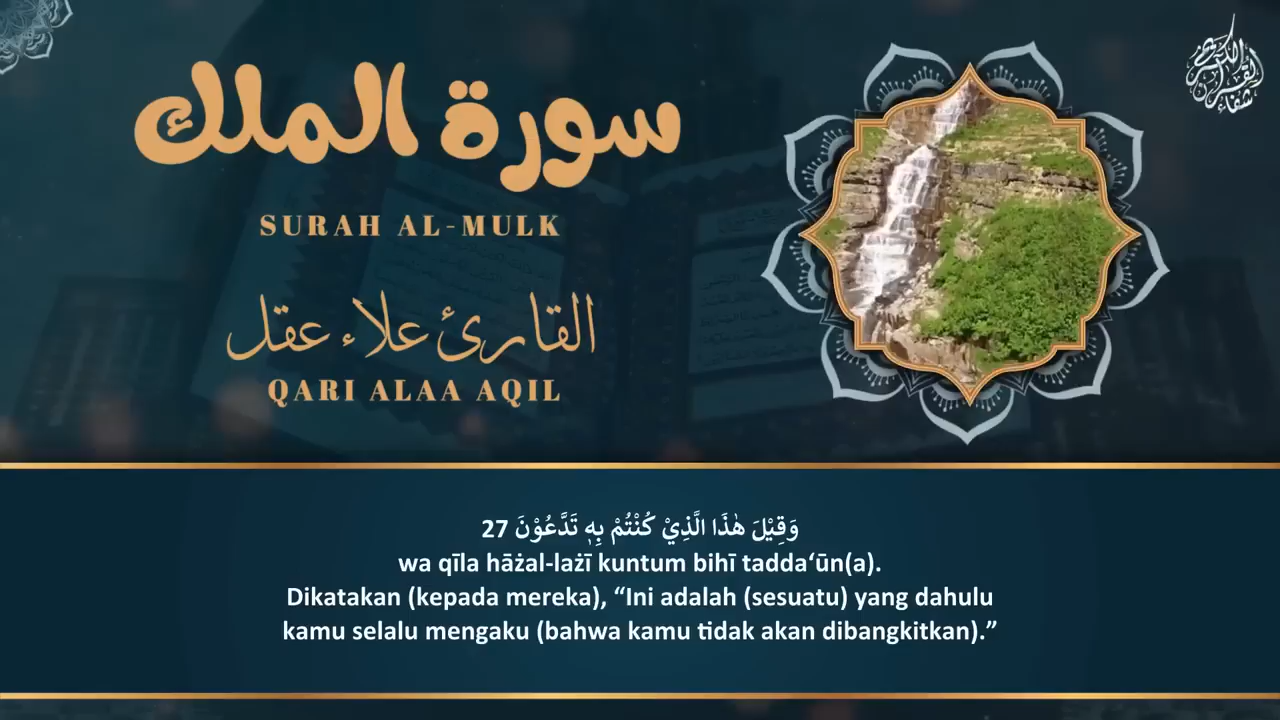 سورة الملك
SURAH AL-MULK
القارئ علاء عقل
QARI ALAA AQIL
وَقِيْلَ هٰذَا الَّذِيْ كُنْتُمْ بِهٖ تَدَّعُوْنَ 27
wa qīla hāżal-lażī kuntum bihī tadda‘ūn(a).
Dikatakan (kepada mereka), “Ini adalah (sesuatu) yang dahulu
kamu selalu mengaku (bahwa kamu tidak akan dibangkitkan).”